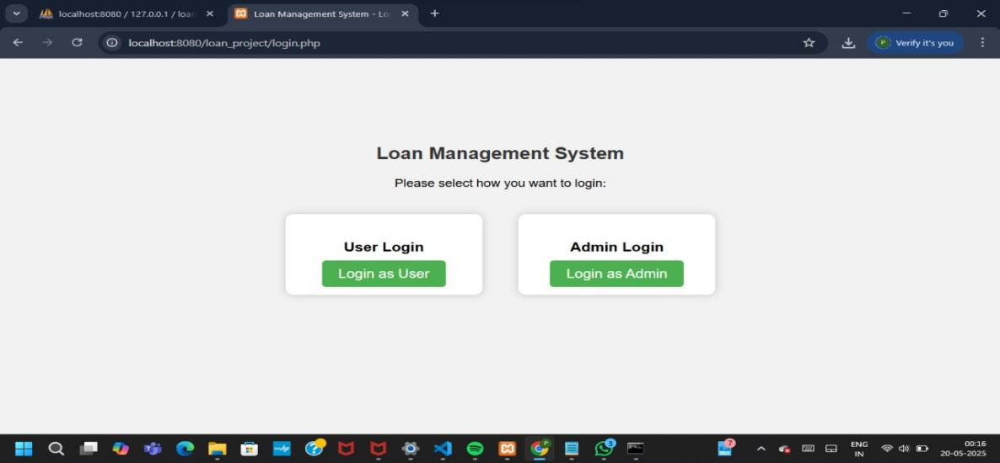 localhost:8080 / 127.0.0.1 / loan
Loan Management System - Lo
localhost:8080/loan_project/login.php
P
Verify it's you
Loan Management System
Please select how you want to login:
User Login
Admin Login
Login as User
Login as Admin
P
3
7
ENG
IN
00:16
20-05-2025